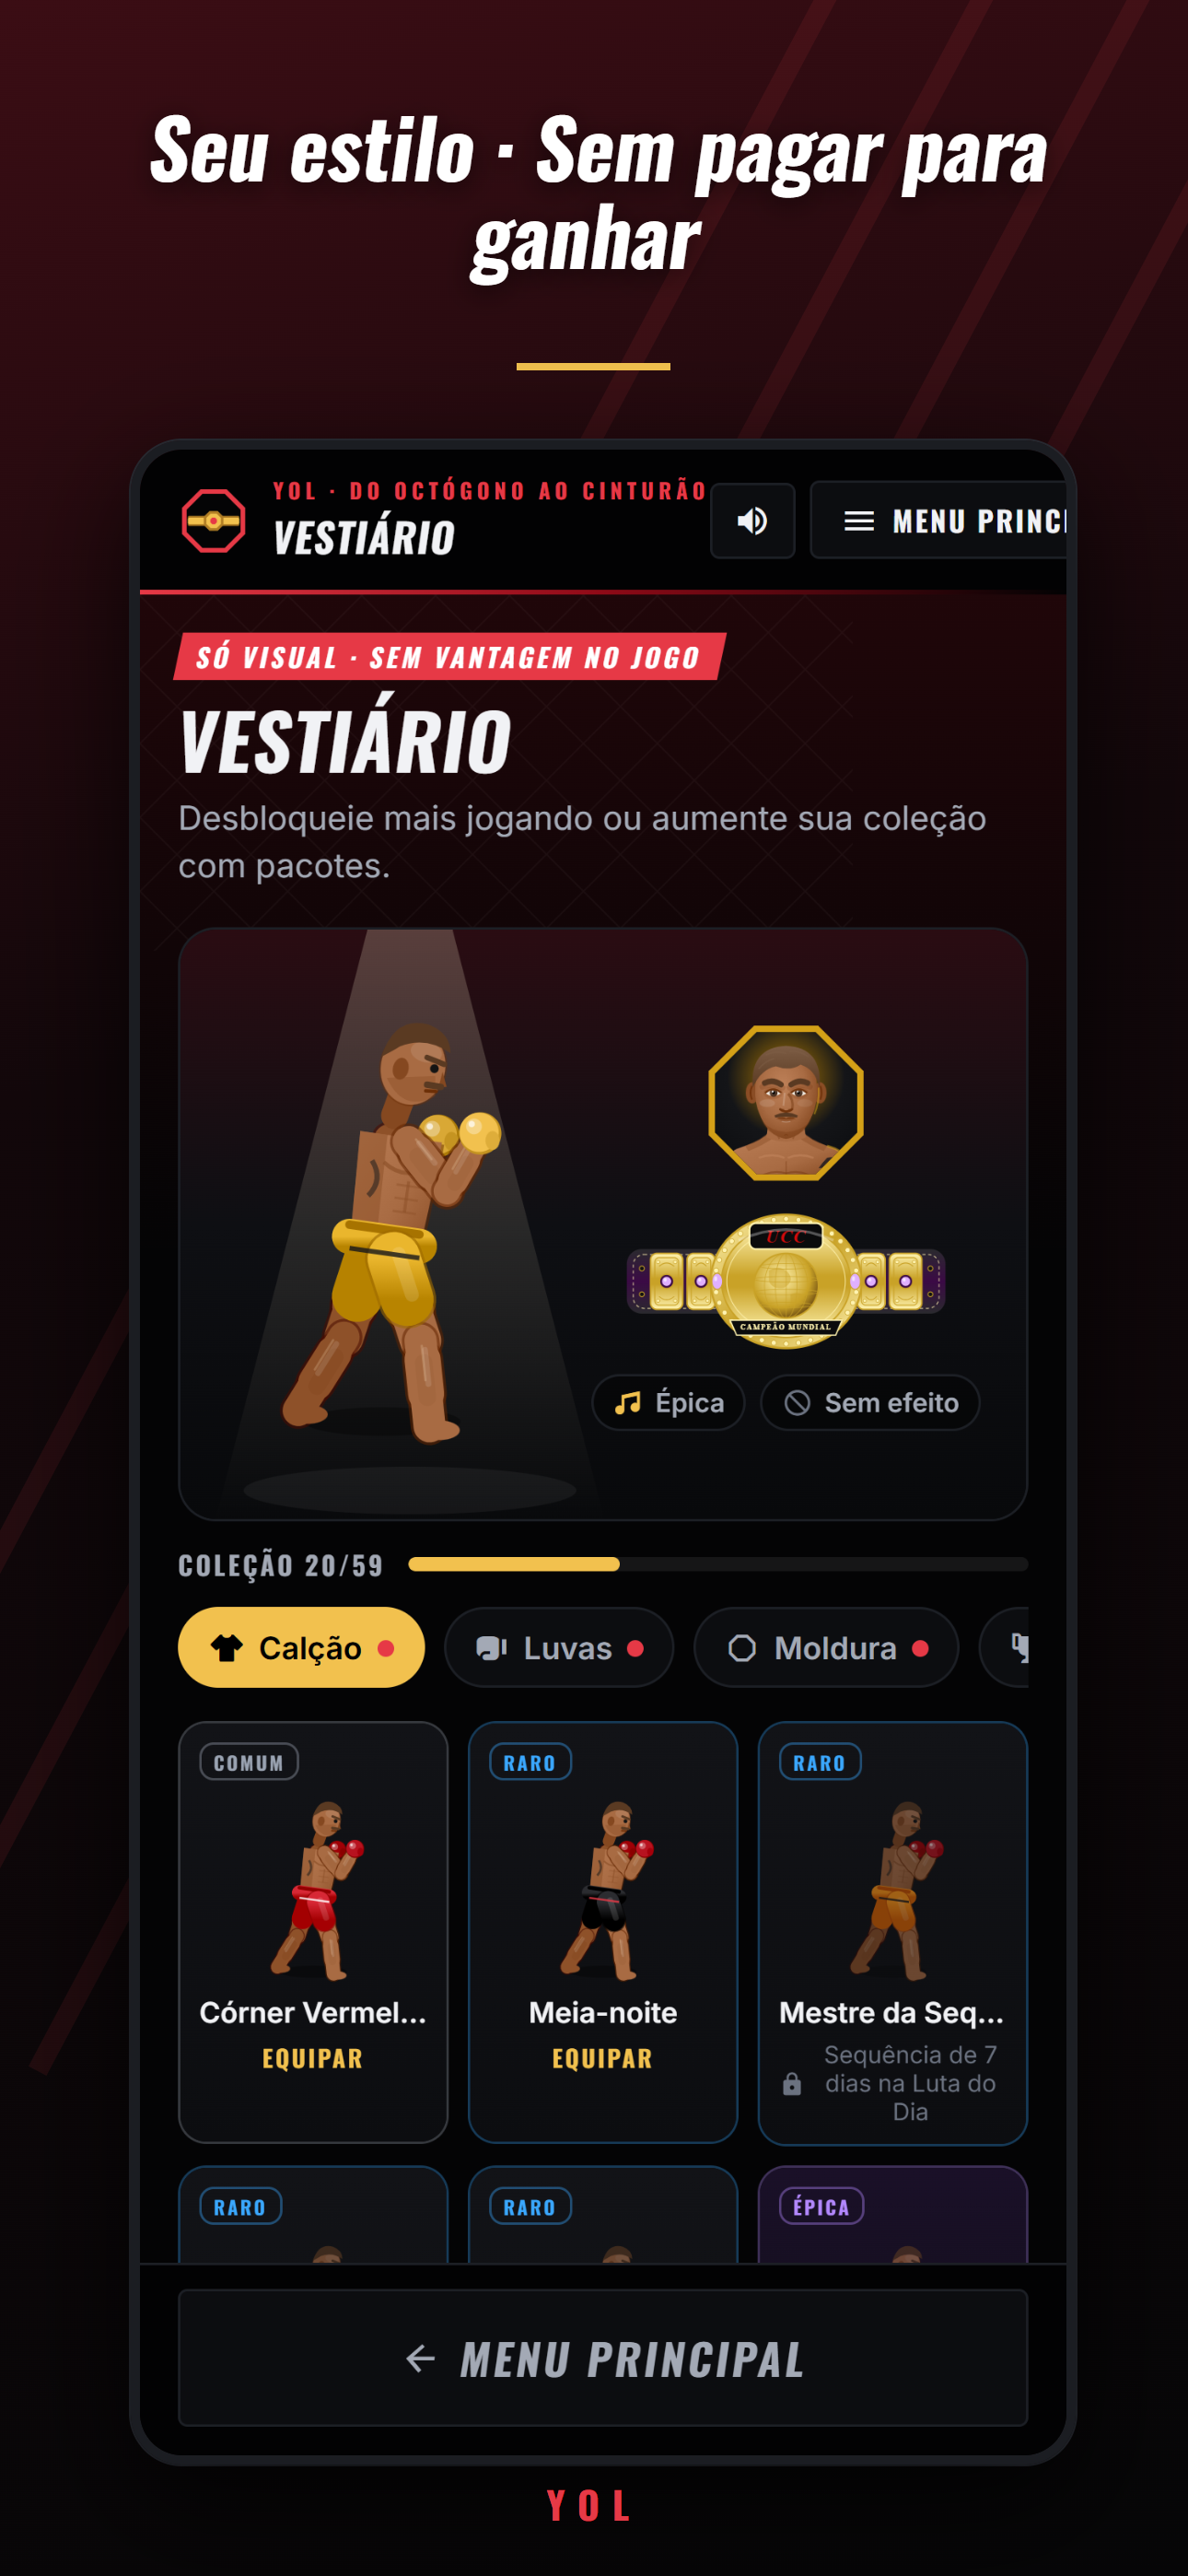 Seu estilo · Sem pagar para
ganhar
YOL · DO OCTÓGONO AO CINTURÃO
VESTIÁRIO
MENU PRINCI
SÓ VISUAL · SEM VANTAGEM NO JOGO
VESTIÁRIO
Desbloqueie mais jogando ou aumente sua coleção
com pacotes.
UCC
CAMPEÃO MUNDIAL
Épica
Sem efeito
COLEÇÃO 20/59
Calção
Luvas
Moldura
COMUM
RARO
RARO
Córner Vermel...
Meia-noite
Mestre da Seq...
EQUIPAR
EQUIPAR
Sequência de 7
dias na Luta do
Dia
RARO
RARO
ÉPICA
MENU PRINCIPAL
YOL